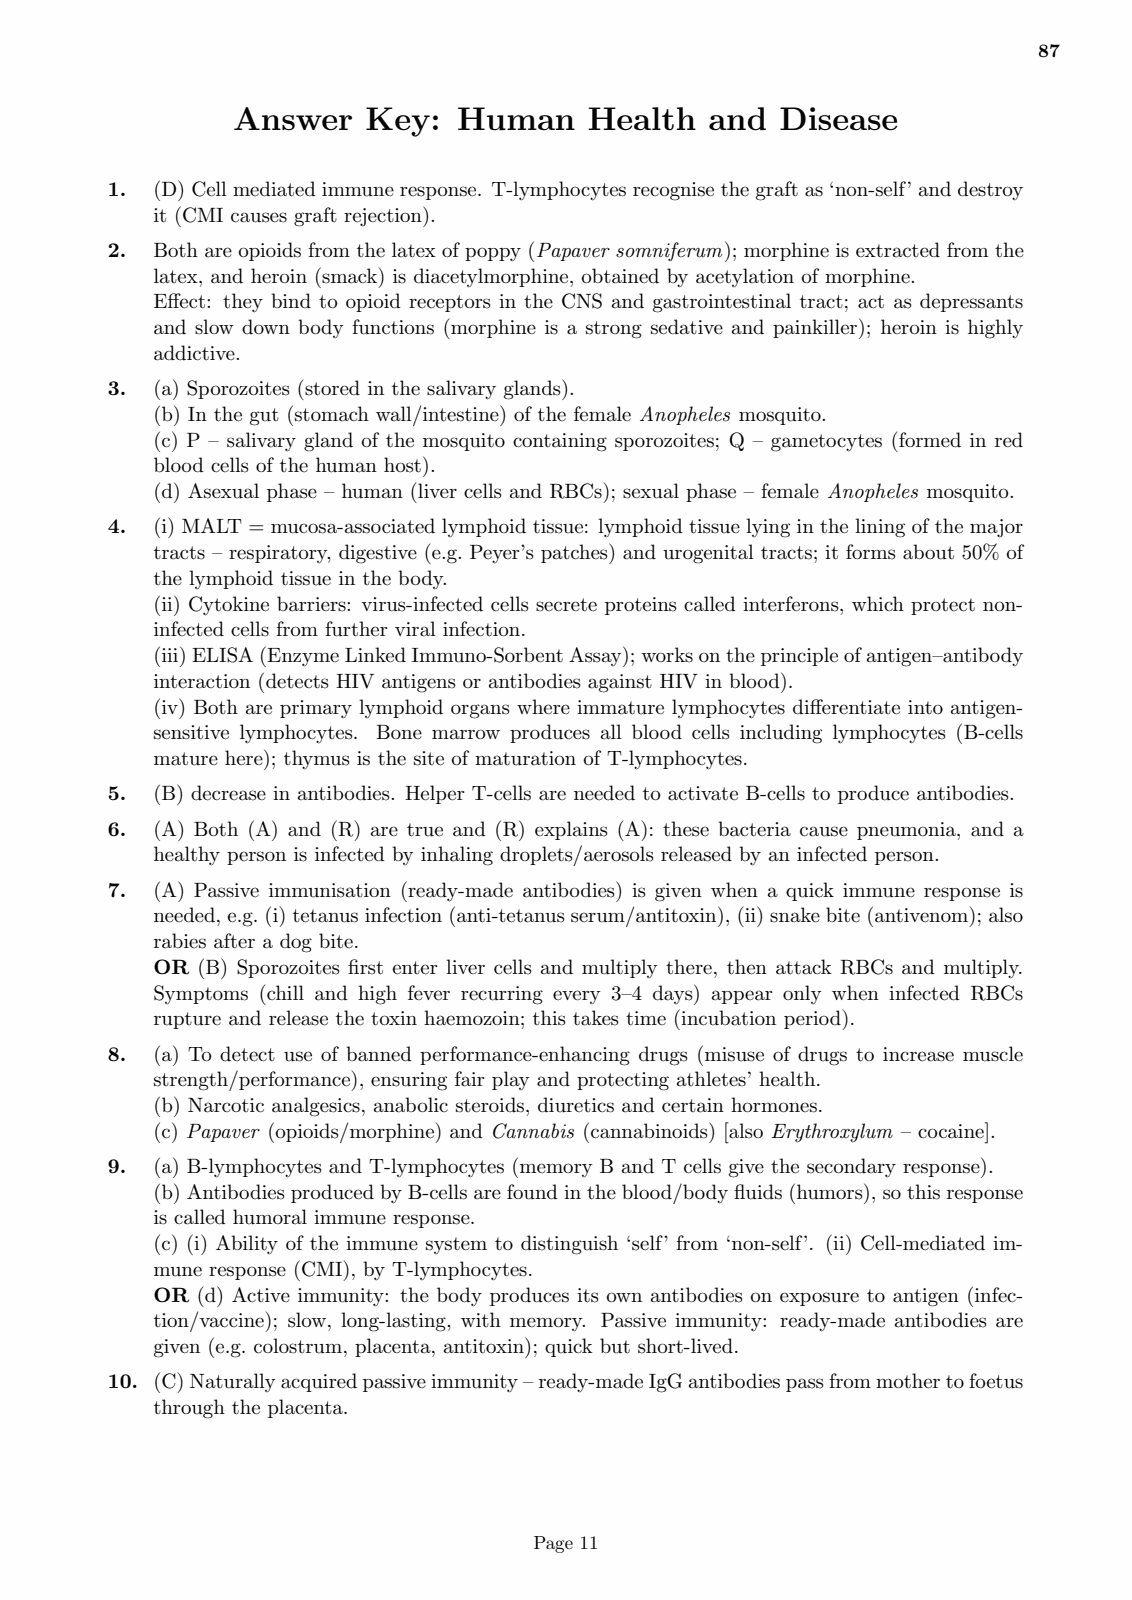 87
Answer Key: Human Health and Disease
1. (D) Cell mediated immune response. T-lymphocytes recognise the graft as ‘non-self’ and destroy
it (CMI causes graft rejection).
2. Both are opioids from the latex of poppy (Papaver somniferum); morphine is extracted from the
latex, and heroin (smack) is diacetylmorphine, obtained by acetylation of morphine.
Effect: they bind to opioid receptors in the CNS and gastrointestinal tract; act as depressants
and slow down body functions (morphine is a strong sedative and painkiller); heroin is highly
addictive.
3. (a) Sporozoites (stored in the salivary glands).
(b) In the gut (stomach wall/intestine) of the female Anopheles mosquito.
(c) P – salivary gland of the mosquito containing sporozoites; Q – gametocytes (formed in red
blood cells of the human host).
(d) Asexual phase – human (liver cells and RBCs); sexual phase – female Anopheles mosquito.
4. (i) MALT = mucosa-associated lymphoid tissue: lymphoid tissue lying in the lining of the major
tracts – respiratory, digestive (e.g. Peyer’s patches) and urogenital tracts; it forms about 50% of
the lymphoid tissue in the body.
(ii) Cytokine barriers: virus-infected cells secrete proteins called interferons, which protect non-
infected cells from further viral infection.
(iii) ELISA (Enzyme Linked Immuno-Sorbent Assay); works on the principle of antigen–antibody
interaction (detects HIV antigens or antibodies against HIV in blood).
(iv) Both are primary lymphoid organs where immature lymphocytes differentiate into antigen-
sensitive lymphocytes. Bone marrow produces all blood cells including lymphocytes (B-cells
mature here); thymus is the site of maturation of T-lymphocytes.
5. (B) decrease in antibodies. Helper T-cells are needed to activate B-cells to produce antibodies.
6. (A) Both (A) and (R) are true and (R) explains (A): these bacteria cause pneumonia, and a
healthy person is infected by inhaling droplets/aerosols released by an infected person.
7. (A) Passive immunisation (ready-made antibodies) is given when a quick immune response is
needed, e.g. (i) tetanus infection (anti-tetanus serum/antitoxin), (ii) snake bite (antivenom); also
rabies after a dog bite.
OR (B) Sporozoites first enter liver cells and multiply there, then attack RBCs and multiply.
Symptoms (chill and high fever recurring every 3–4 days) appear only when infected RBCs
rupture and release the toxin haemozoin; this takes time (incubation period).
8. (a) To detect use of banned performance-enhancing drugs (misuse of drugs to increase muscle
strength/performance), ensuring fair play and protecting athletes’ health.
(b) Narcotic analgesics, anabolic steroids, diuretics and certain hormones.
(c) Papaver (opioids/morphine) and Cannabis (cannabinoids) [also Erythroxylum – cocaine].
9. (a) B-lymphocytes and T-lymphocytes (memory B and T cells give the secondary response).
(b) Antibodies produced by B-cells are found in the blood/body fluids (humors), so this response
is called humoral immune response.
(c) (i) Ability of the immune system to distinguish ‘self’ from ‘non-self’. (ii) Cell-mediated im-
mune response (CMI), by T-lymphocytes.
OR (d) Active immunity: the body produces its own antibodies on exposure to antigen (infec-
tion/vaccine); slow, long-lasting, with memory. Passive immunity: ready-made antibodies are
given (e.g. colostrum, placenta, antitoxin); quick but short-lived.
10. (C) Naturally acquired passive immunity – ready-made IgG antibodies pass from mother to foetus
through the placenta.
Page 11